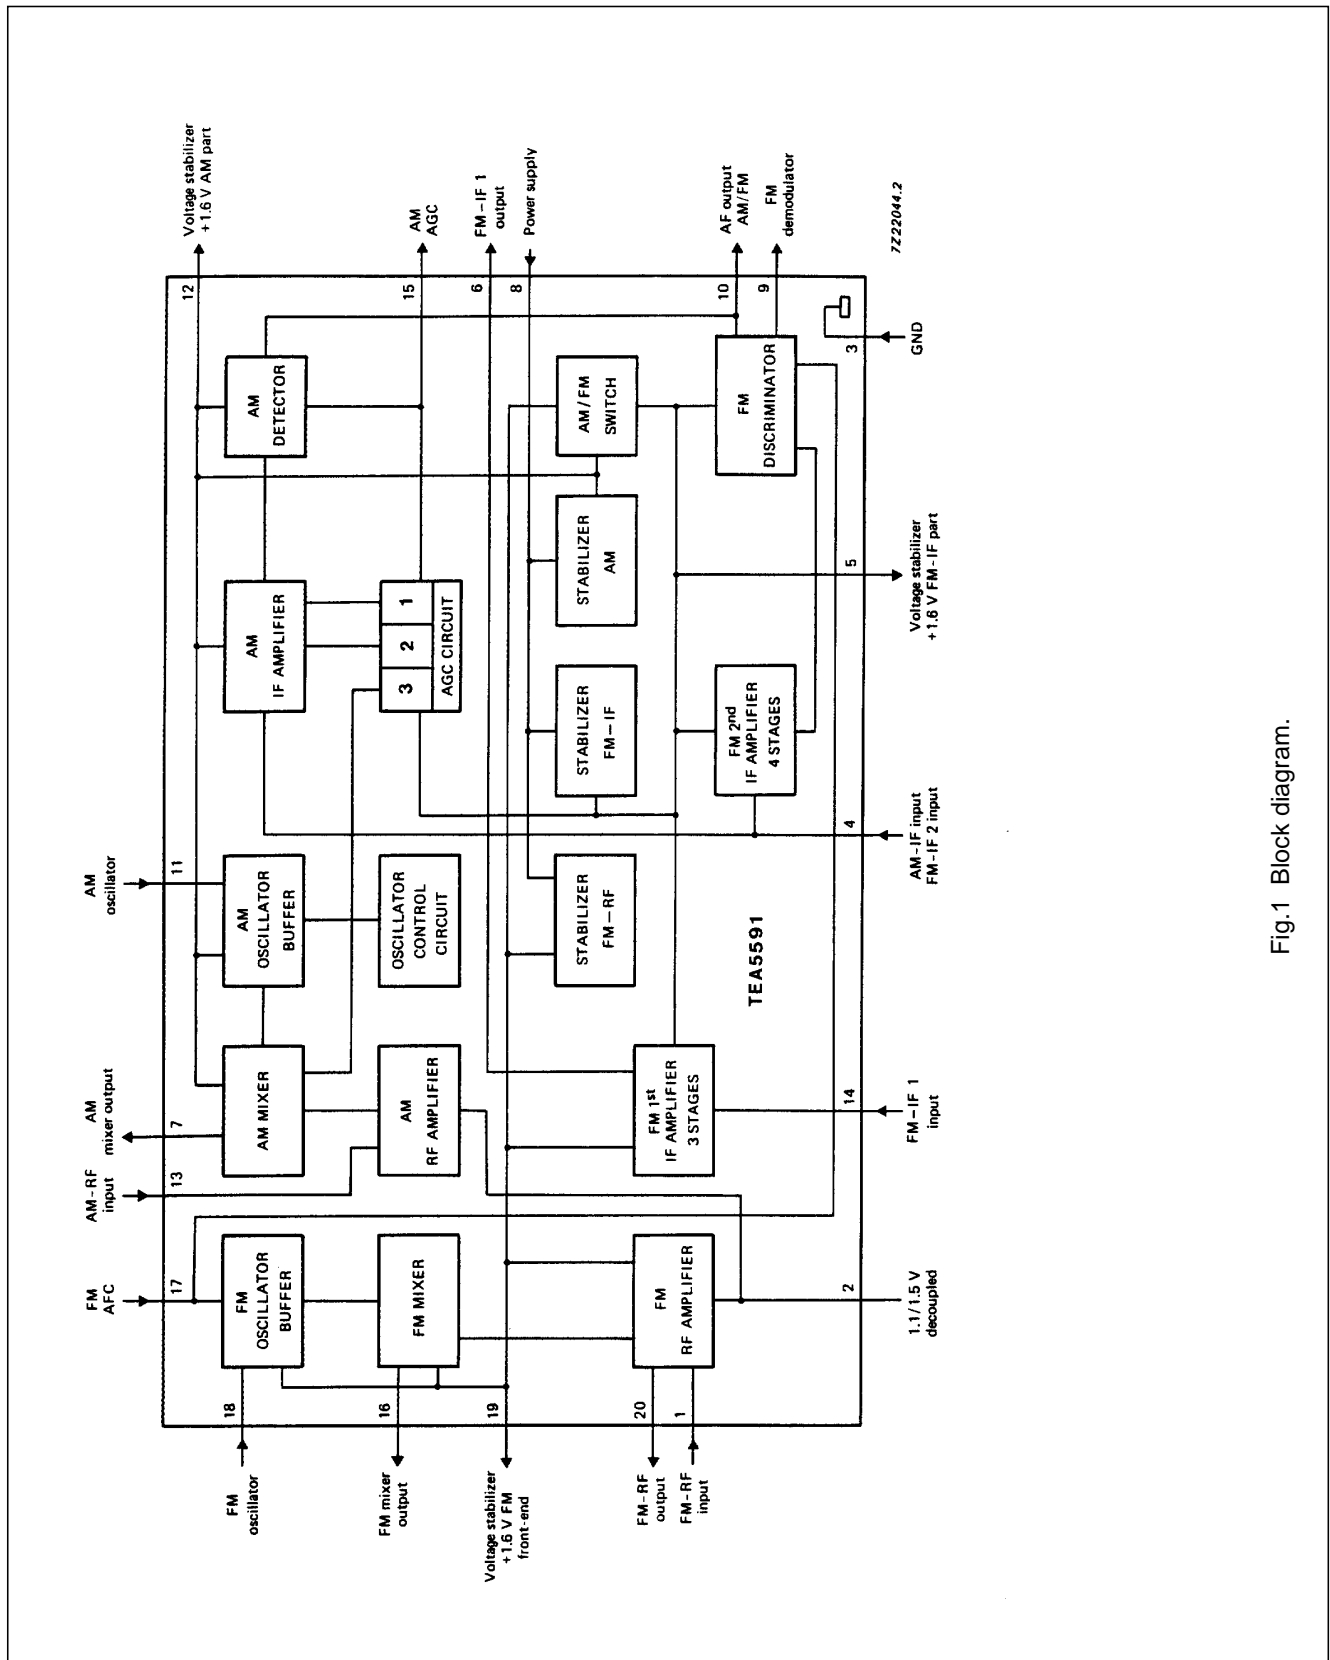 FM
AFC
17
AM-RF
input
13
AM
mixer output
7
AM
oscillator
11
Voltage stabilizer
+1.6 V AM part
12
FM
oscillator
18
FM
OSCILLATOR
BUFFER
AM MIXER
AM
OSCILLATOR
BUFFER
AM
IF AMPLIFIER
AM
DETECTOR
FM mixer
output
16
FM MIXER
AM
RF AMPLIFIER
OSCILLATOR
CONTROL
CIRCUIT
3
2
1
AGC CIRCUIT
15
AM
AGC
Voltage stabilizer
+1.6 V FM
front-end
19
6
FM-IF 1
output
8
Power supply
STABILIZER
FM-RF
STABILIZER
FM-IF
STABILIZER
AM
AM/FM
SWITCH
FM-RF
output
20
FM-RF
input
1
FM
RF AMPLIFIER
FM 1st
IF AMPLIFIER
3 STAGES
TEA5591
FM 2nd
IF AMPLIFIER
4 STAGES
FM
DISCRIMINATOR
10
AF output
AM/FM
9
FM
demodulator
2
1.1/1.5 V
decoupled
14
FM-IF 1
input
4
AM-IF input
FM-IF 2 input
5
Voltage stabilizer
+1.6 V FM-IF part
3
GND
7Z22044.2
Fig.1 Block diagram.